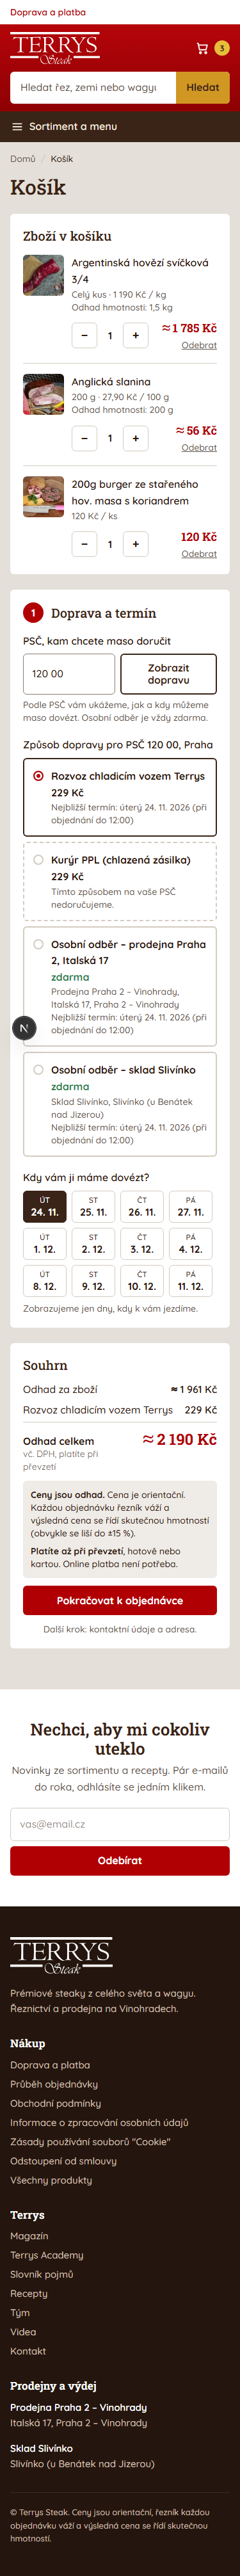 Doprava a platba
TERRYS
Steak
3
Hledat řez, zemi nebo wagyu
Hledat
Sortiment a menu
Domů / Košík
Košík
Zboží v košíku
Argentinská hovězí svíčková
3/4
Celý kus · 1 190 Kč / kg
Odhad hmotnosti: 1,5 kg
− 1 +
≈ 1 785 Kč
Odebrat
Anglická slanina
200 g · 27,90 Kč / 100 g
Odhad hmotnosti: 200 g
− 1 +
≈ 56 Kč
Odebrat
200g burger ze stařeného
hov. masa s koriandrem
120 Kč / ks
− 1 +
120 Kč
Odebrat
1 Doprava a termín
PSČ, kam chcete maso doručit
120 00
Zobrazit
dopravu
Podle PSČ vám ukážeme, jak a kdy můžeme
maso dovézt. Osobní odběr je vždy zdarma.
Způsob dopravy pro PSČ 120 00, Praha
Rozvoz chladicím vozem Terrys
229 Kč
Nejbližší termín: úterý 24. 11. 2026 (při
objednání do 12:00)
Kurýr PPL (chlazená zásilka)
229 Kč
Tímto způsobem na vaše PSČ
nedoručujeme.
Osobní odběr – prodejna Praha
2, Italská 17
zdarma
Prodejna Praha 2 – Vinohrady,
Italská 17, Praha 2 – Vinohrady
Nejbližší termín: úterý 24. 11. 2026 (při
objednání do 12:00)
N
Osobní odběr – sklad Slivínko
zdarma
Sklad Slivínko, Slivínko (u Benátek
nad Jizerou)
Nejbližší termín: úterý 24. 11. 2026 (při
objednání do 12:00)
Kdy vám ji máme dovézt?
ÚT ST ČT PÁ
24. 11. 25. 11. 26. 11. 27. 11.
ÚT ST ČT PÁ
1. 12. 2. 12. 3. 12. 4. 12.
ÚT ST ČT PÁ
8. 12. 9. 12. 10. 12. 11. 12.
Zobrazujeme jen dny, kdy k vám jezdíme.
Souhrn
Odhad za zboží ≈ 1 961 Kč
Rozvoz chladicím vozem Terrys 229 Kč
Odhad celkem ≈ 2 190 Kč
vč. DPH, platíte při
převzetí
Ceny jsou odhad. Cena je orientační.
Každou objednávku řezník váží a
výsledná cena se řídí skutečnou hmotností
(obvykle se liší do ±15 %).
Platíte až při převzetí, hotově nebo
kartou. Online platba není potřeba.
Pokračovat k objednávce
Další krok: kontaktní údaje a adresa.
Nechci, aby mi cokoliv
uteklo
Novinky ze sortimentu a recepty. Pár e-mailů
do roka, odhlásíte se jedním klikem.
vas@email.cz
Odebírat
TERRYS
Steak
Prémiové steaky z celého světa a wagyu.
Řeznictví a prodejna na Vinohradech.
Nákup
Doprava a platba
Průběh objednávky
Obchodní podmínky
Informace o zpracování osobních údajů
Zásady používání souborů "Cookie"
Odstoupení od smlouvy
Všechny produkty
Terrys
Magazín
Terrys Academy
Slovník pojmů
Recepty
Tým
Videa
Kontakt
Prodejny a výdej
Prodejna Praha 2 – Vinohrady
Italská 17, Praha 2 – Vinohrady
Sklad Slivínko
Slivínko (u Benátek nad Jizerou)
© Terrys Steak. Ceny jsou orientační, řezník každou
objednávku váží a výsledná cena se řídí skutečnou
hmotností.